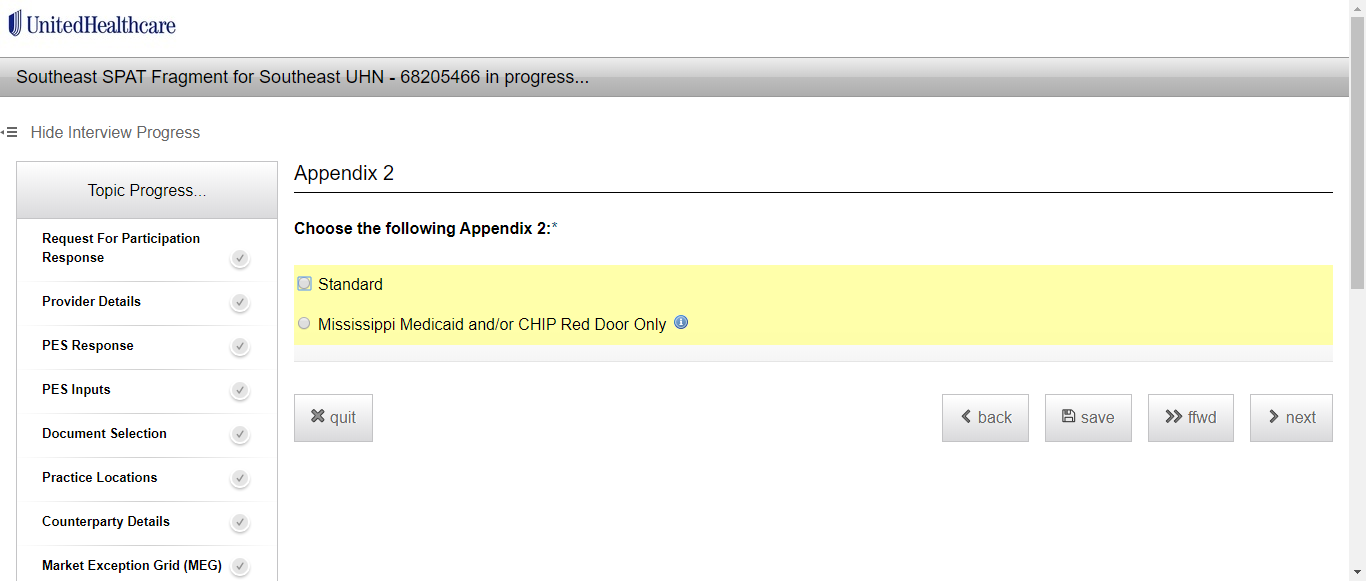 UnitedHealthcare
Southeast SPAT Fragment for Southeast UHN - 68205466 in progress...
Hide Interview Progress
Topic Progress...
Request For Participation
Response
Provider Details
PES Response
PES Inputs
Document Selection
Practice Locations
Counterparty Details
Market Exception Grid (MEG)
Appendix 2
Choose the following Appendix 2:*
Standard
Mississippi Medicaid and/or CHIP Red Door Only
quit
back
save
ffwd
next